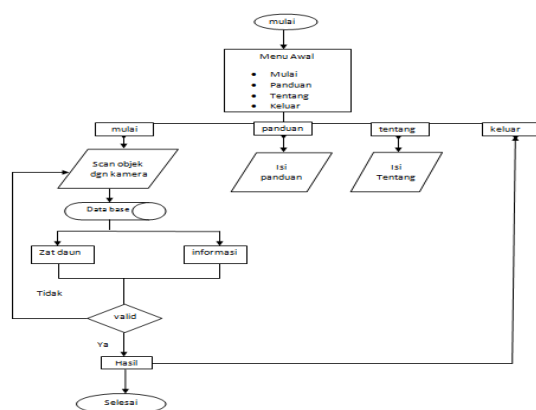 mulai
Menu Awal
• Mulai
• Panduan
• Tentang
• Keluar
mulai
panduan
tentang
keluar
Scan objek
dgn kamera
Isi
panduan
Isi
Tentang
Data base
Zat daun
informasi
Tidak
valid
Ya
Hasil
Selesai